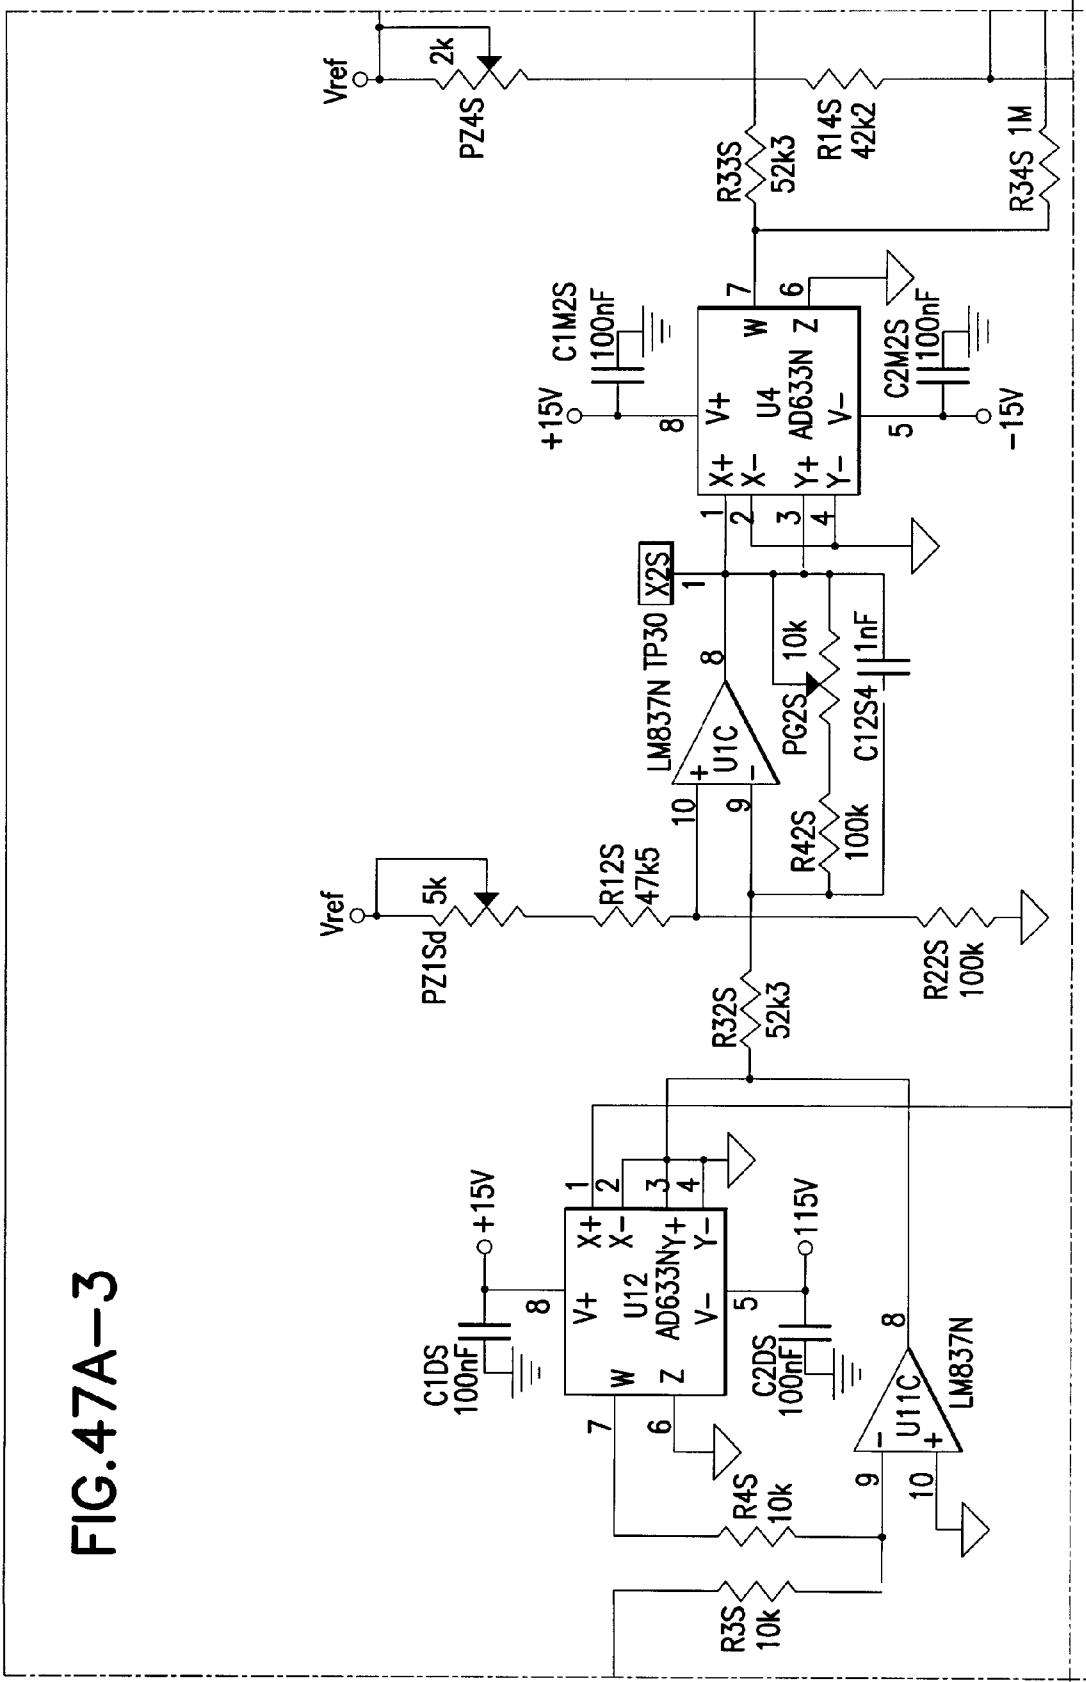 FIG.47A-3
R3S
10k
R4S
10k
7
6
W
Z
V+
8
U12
AD633N
V-
5
X+
X-
Y+
Y-
1
2
3
4
C1DS
100nF
+15V
C2DS
100nF
115V
9
10
-
+
U11C
8
LM837N
R32S
52k3
Vref
PZ1Sd
5k
R12S
47k5
R22S
100k
10
9
+
-
U1C
8
LM837N
TP30
X2S
1
R42S
100k
PG2S
10k
C12S4
1nF
1
2
3
4
X+
X-
Y+
Y-
V+
8
U4
AD633N
V-
5
W
Z
7
6
+15V
C1M2S
100nF
-15V
C2M2S
100nF
R33S
52k3
R34S 1M
Vref
PZ4S
2k
R14S
42k2